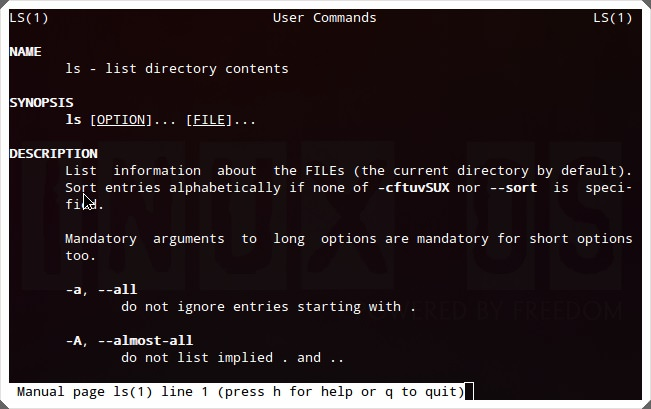 LS(1) User Commands LS(1)
NAME
ls - list directory contents
SYNOPSIS
ls [OPTION]... [FILE]...
DESCRIPTION
List information about the FILEs (the current directory by default).
Sort entries alphabetically if none of -cftuvSUX nor --sort is speci-
fied.
Mandatory arguments to long options are mandatory for short options
too.
-a, --all
do not ignore entries starting with .
-A, --almost-all
do not list implied . and ..
POWERED BY FREEDOM
Manual page ls(1) line 1 (press h for help or q to quit)